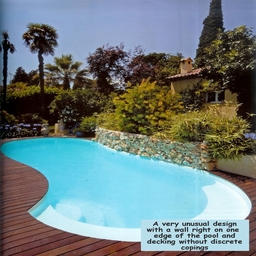 A very unusual design
with a wall right on one
edge of the pool and
decking without discrete
copings